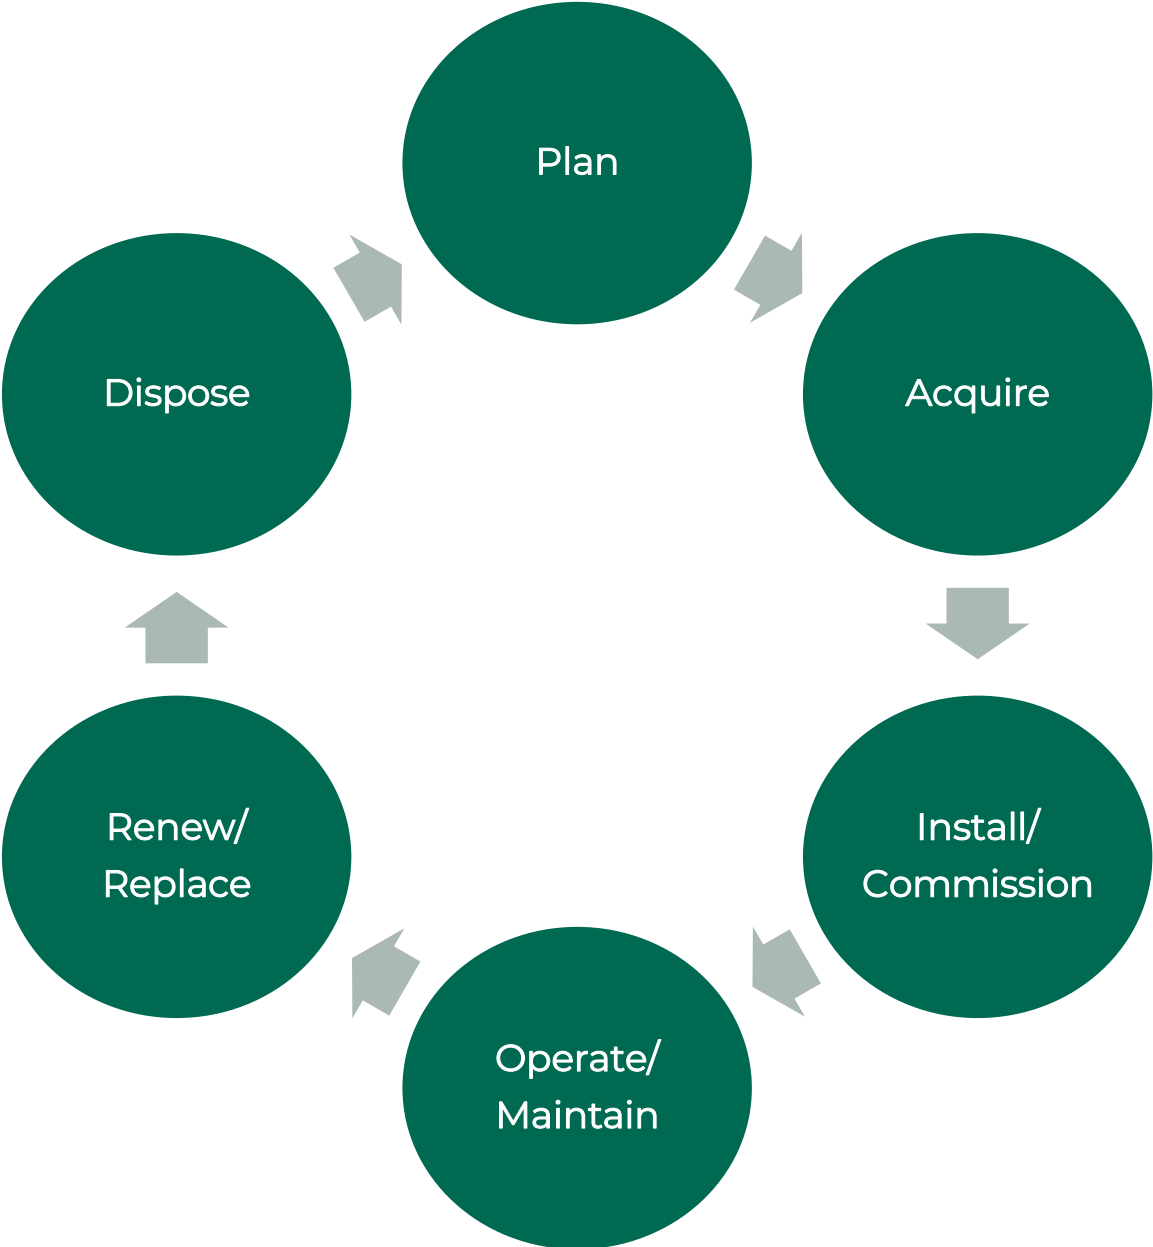 Plan
Acquire
Install/
Commission
Operate/
Maintain
Renew/
Replace
Dispose